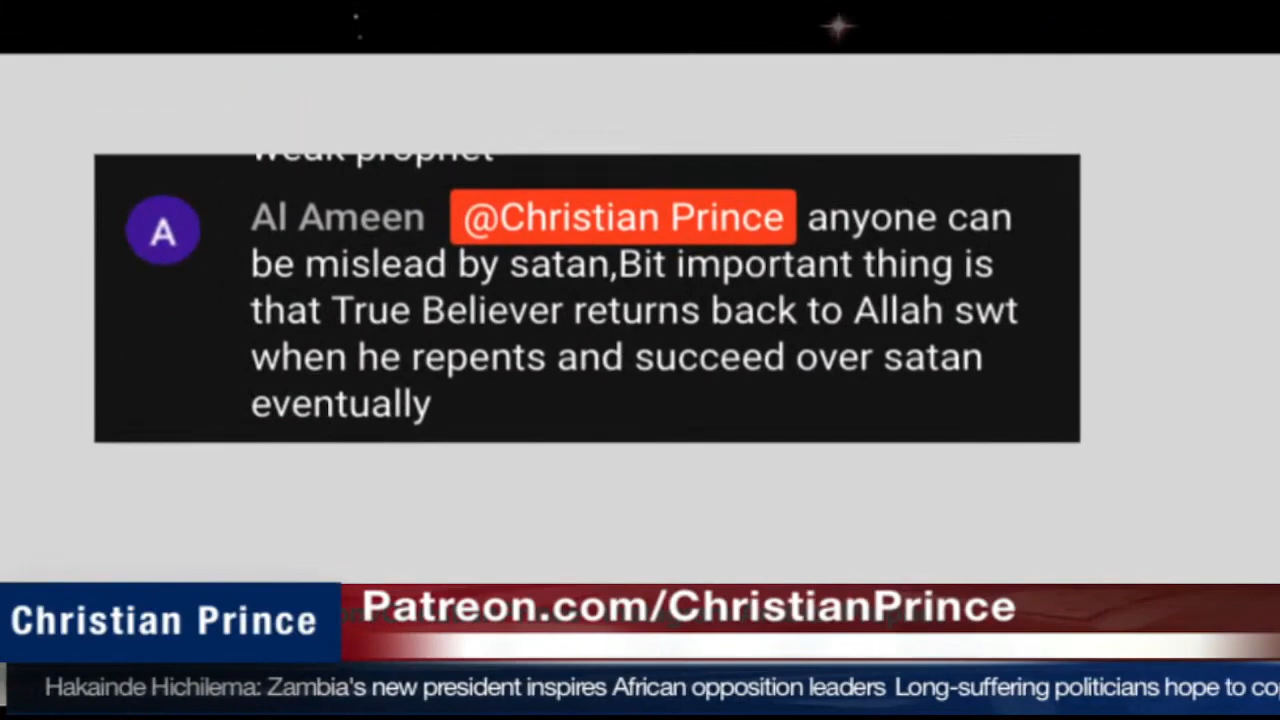 weak prophet
A
Al Ameen @Christian Prince anyone can
be mislead by satan,Bit important thing is
that True Believer returns back to Allah swt
when he repents and succeed over satan
eventually
Christian Prince
Patreon.com/ChristianPrince
Hakainde Hichilema: Zambia's new president inspires African opposition leaders Long-suffering politicians hope to co